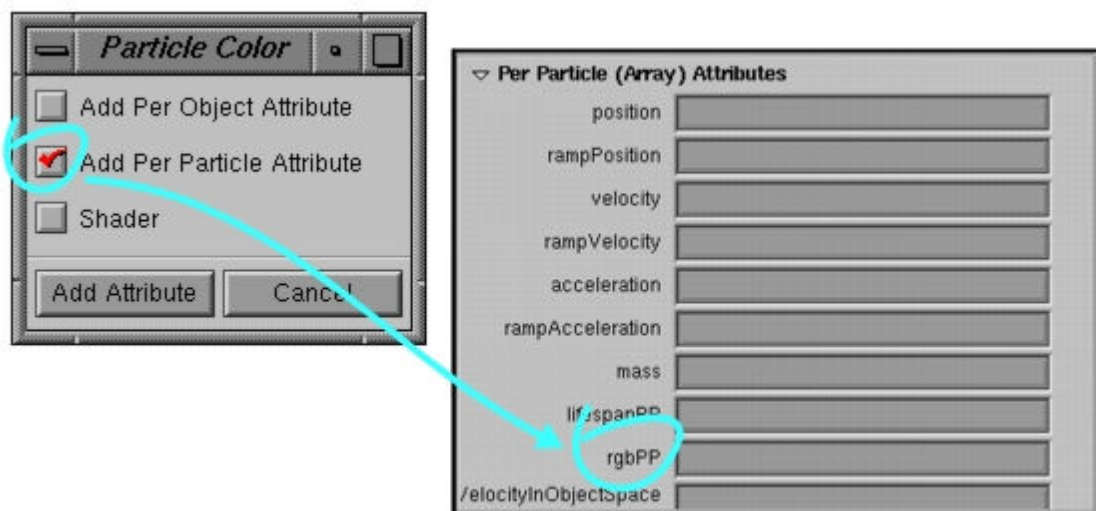 Particle Color
Add Per Object Attribute
Add Per Particle Attribute
Shader
Add Attribute
Cancel
Per Particle (Array) Attributes
position
rampPosition
velocity
rampVelocity
acceleration
rampAcceleration
mass
lifespanPP
rgbPP
/elocityInObjectSpace